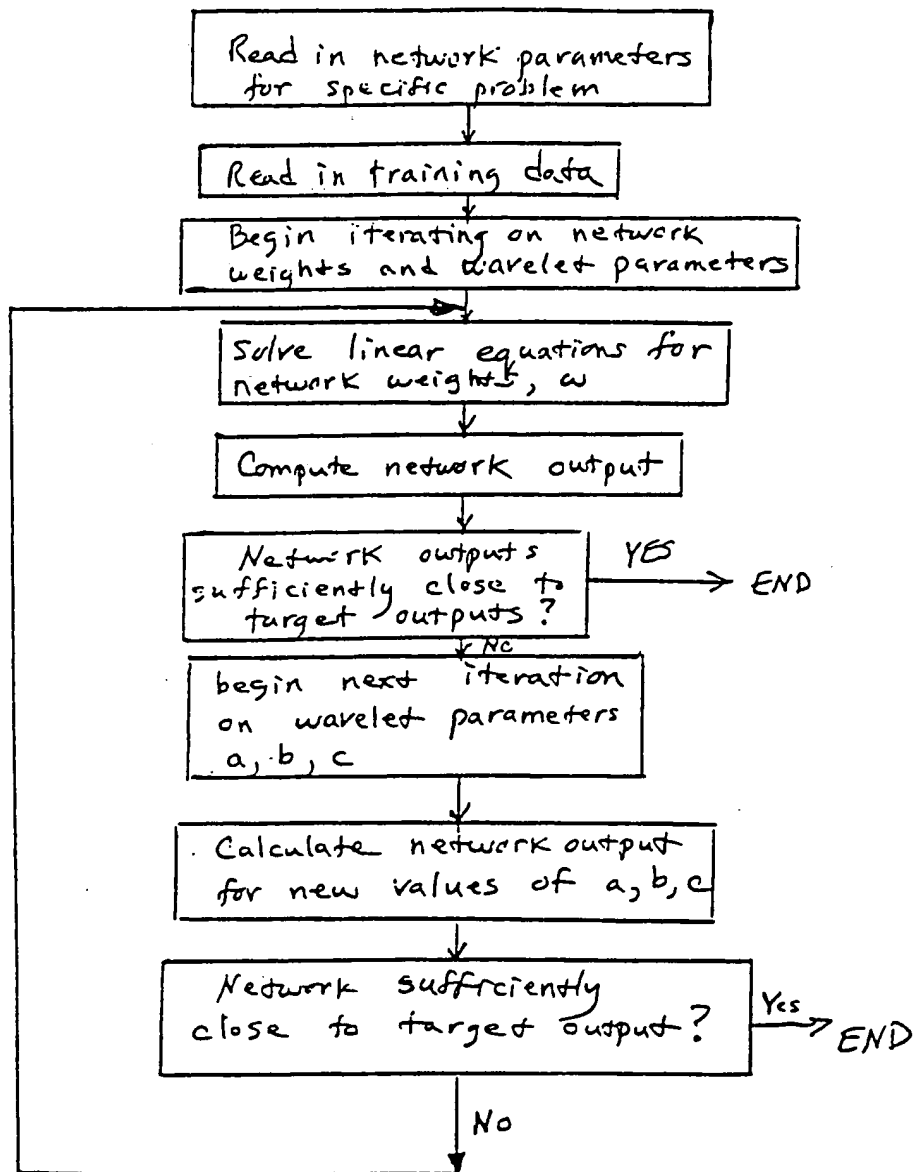 Read in network parameters
for specific problem
Read in training data
Begin iterating on network
weights and wavelet parameters
Solve linear equations for
network weights, ω
Compute network output
Network outputs
sufficiently close to
target outputs?
YES
END
No
begin next iteration
on wavelet parameters
a, b, c
Calculate network output
for new values of a, b, c
Network sufficiently
close to target output?
Yes
END
No